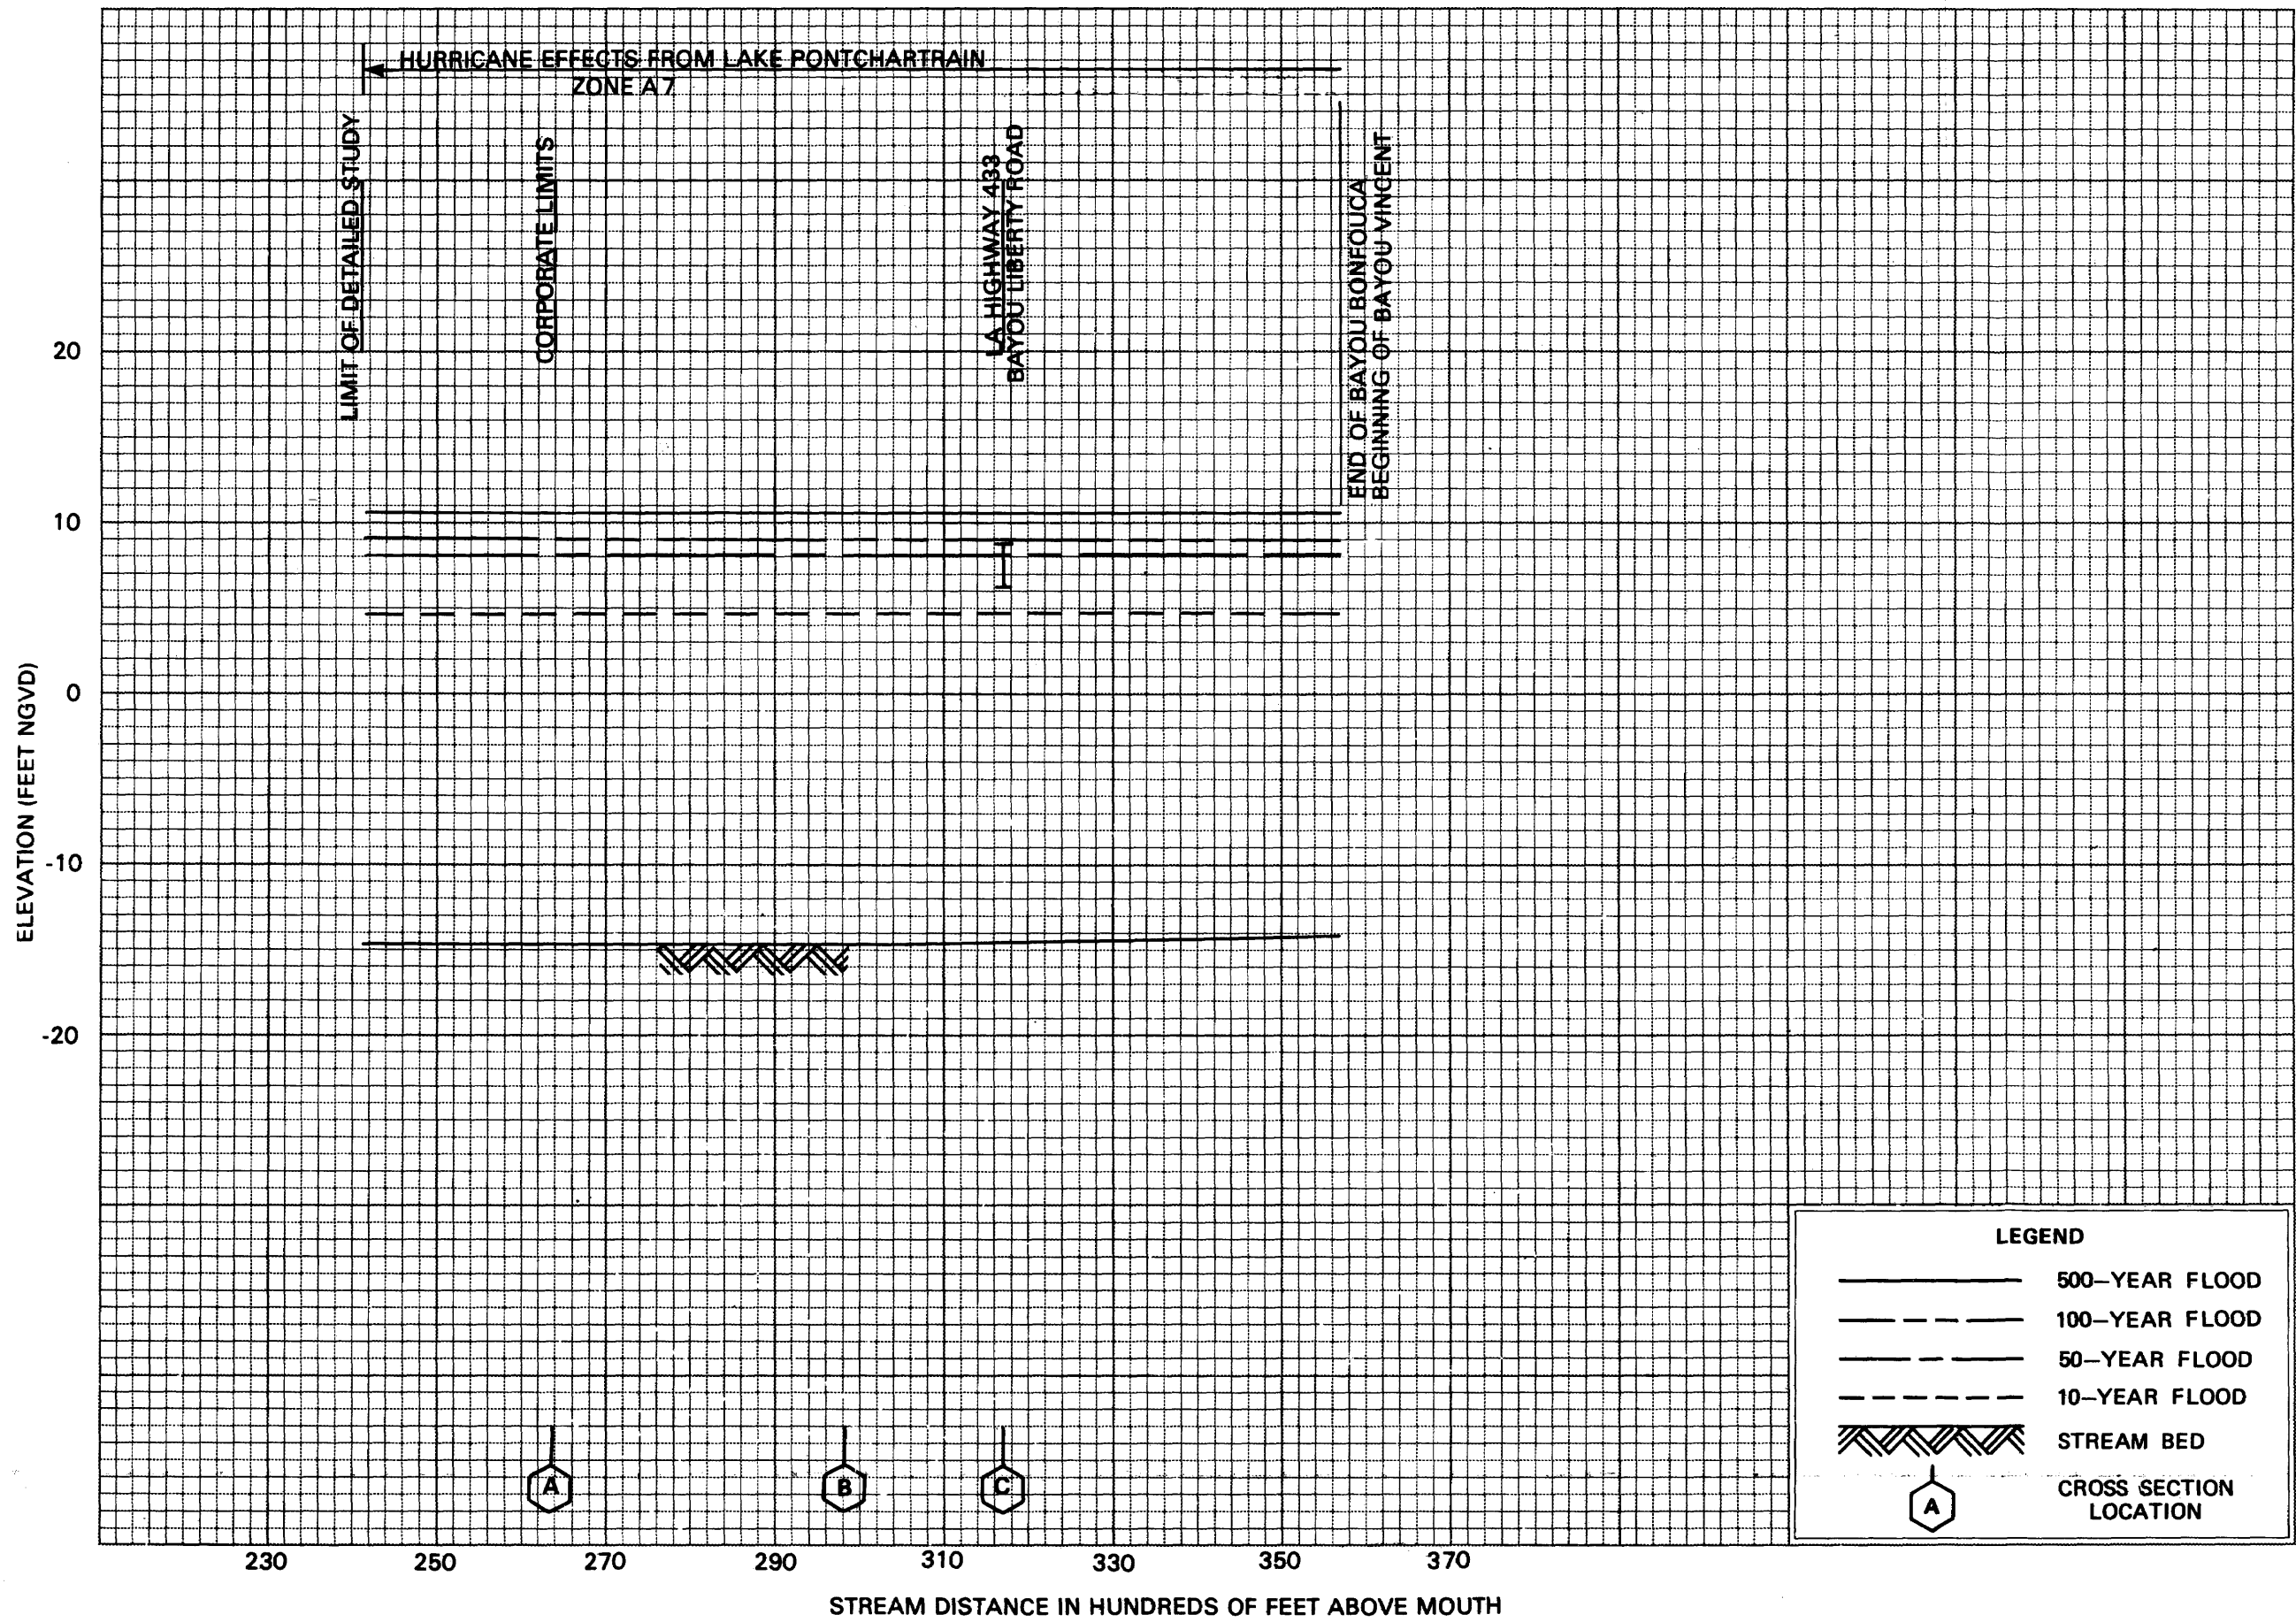 HURRICANE EFFECTS FROM LAKE PONTCHARTRAIN
ZONE A7
LIMIT OF DETAILED STUDY
CORPORATE LIMITS
LA HIGHWAY 433
BAYOU LIBERTY ROAD
END OF BAYOU BONFOUCA
BEGINNING OF BAYOU VINCENT
20
10
0
-10
-20
ELEVATION (FEET NGVD)
A
B
C
LEGEND
500-YEAR FLOOD
100-YEAR FLOOD
50-YEAR FLOOD
10-YEAR FLOOD
STREAM BED
A
CROSS SECTION
LOCATION
230 250 270 290 310 330 350 370
STREAM DISTANCE IN HUNDREDS OF FEET ABOVE MOUTH